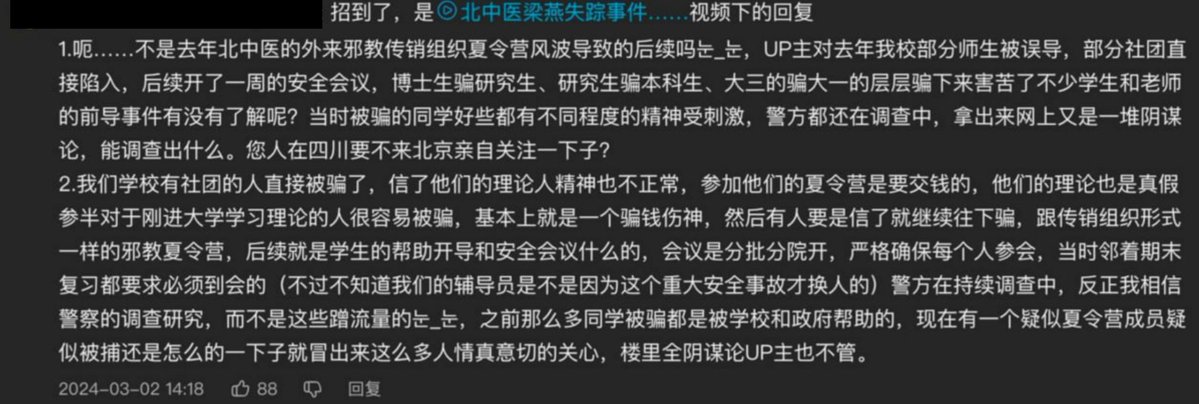 招到了，是北中医梁燕失踪事件……视频下的回复
1.呃……不是去年北中医的外来邪教传销组织夏令营风波导致的后续吗눈_눈，UP主对去年我校部分师生被误导，部分社团直
接陷入，后续开了一周的安全会议，博士生骗研究生、研究生骗本科生、大三的骗大一的层层骗下来害苦了不少学生和老师
的前导事件有没有了解呢？当时被骗的同学好些都有不同程度的精神受刺激，警方都还在调查中，拿出来网上又是一堆阴谋
论，能调查出什么。您人在四川要不来北京亲自关注一下子？
2.我们学校有社团的人直接被骗了，信了他们的理论人精神也不正常，参加他们的夏令营是要交钱的，他们的理论也是真假
参半对于刚进大学学习理论的人很容易被骗，基本上就是一个骗钱伤神，然后有人要是信了就继续往下骗，跟传销组织形式
一样的邪教夏令营，后续就是学生的帮助开导和安全会议什么的，会议是分批分院开，严格确保每个人参会，当时邻着期末
复习都要求必须到会的（不过不知道我们的辅导员是不是因为这个重大安全事故才换人的）警方在持续调查中，反正我相信
警察的调查研究，而不是这些蹭流量的눈_눈，之前那么多同学被骗都是被学校和政府帮助的，现在有一个疑似夏令营成员疑
似被捕还是怎么的一下子就冒出来这么多人情真意切的关心，楼里全阴谋论UP主也不管。
2024-03-02 14:18 88 回复